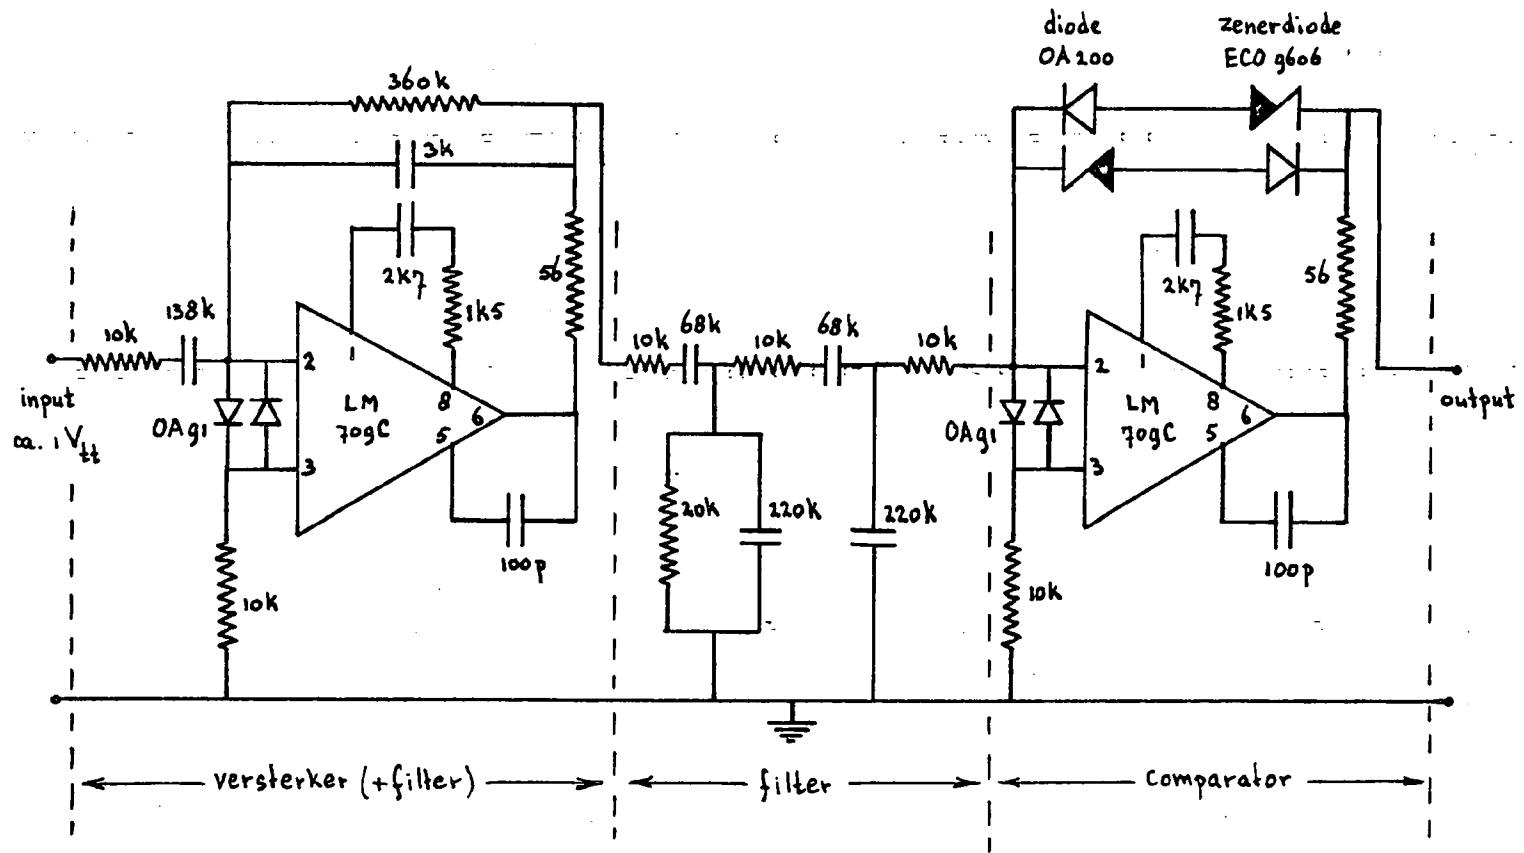 diode
OA 200
zenerdiode
ECO 9606
360k
3k
2k7
1k5
56
138k
10k
input
ca. 1 Vtt
OA91
2
3
1
8
5
6
LM
709C
100p
10k
10k
68k
10k
68k
10k
20k
220k
220k
2k7
1k5
56
OA91
2
3
1
8
5
6
LM
709C
100p
10k
output
versterker (+filter)
filter
comparator